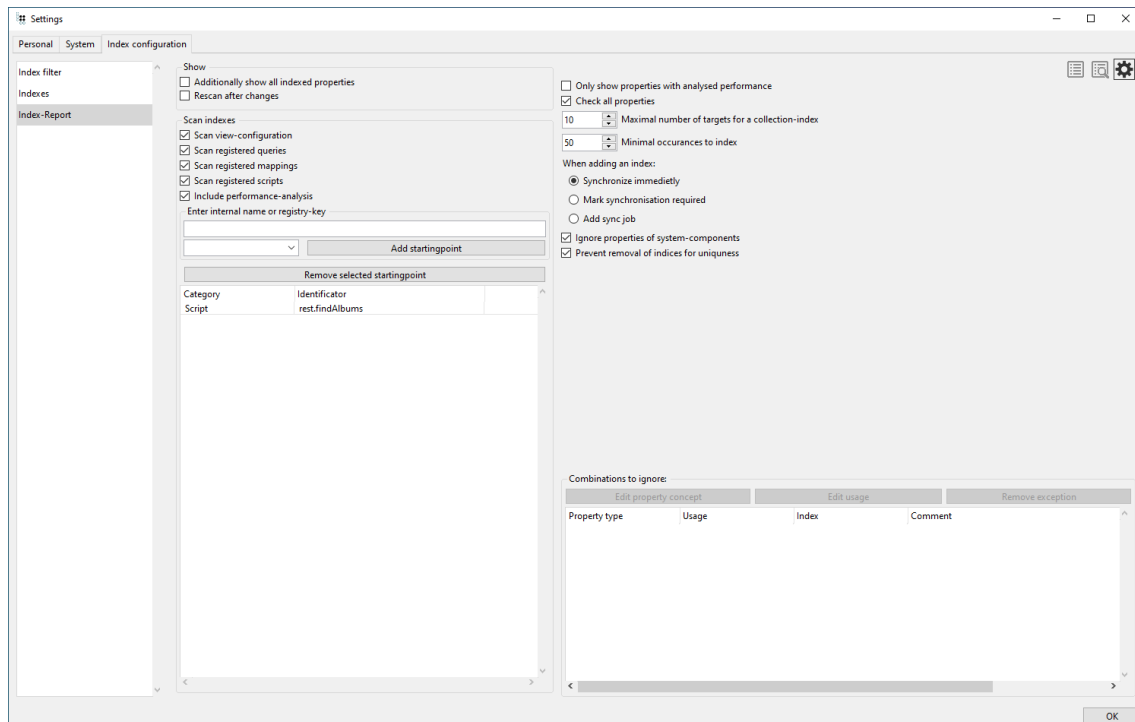 Settings
Personal System Index configuration
Index filter
Indexes
Index-Report
Show
Additionally show all indexed properties
Rescan after changes
Scan indexes
Scan view-configuration
Scan registered queries
Scan registered mappings
Scan registered scripts
Include performance-analysis
Enter internal name or registry-key
Add startingpoint
Remove selected startingpoint
Category Identificator
Script rest.findAlbums
Only show properties with analysed performance
Check all properties
10 Maximal number of targets for a collection-index
50 Minimal occurances to index
When adding an index:
Synchronize immedietly
Mark synchronisation required
Add sync job
Ignore properties of system-components
Prevent removal of indices for uniquness
Combinations to ignore:
Edit property concept Edit usage Remove exception
Property type Usage Index Comment
OK